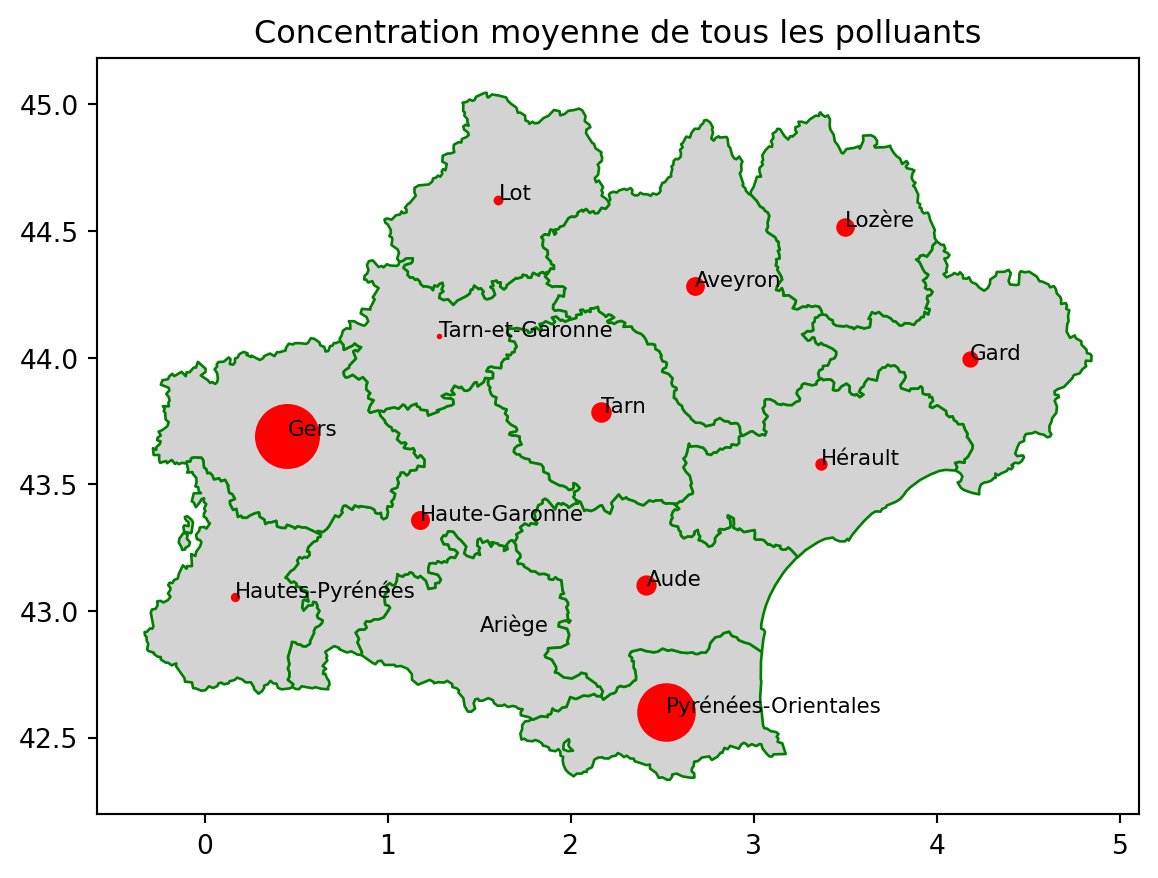 Concentration moyenne de tous les polluants
45.0
44.5
44.0
43.5
43.0
42.5
Lot
Lozère
Aveyron
Tarn-et-Garonne
Gard
Tarn
Gers
Hérault
Haute-Garonne
Aude
Hautes-Pyrénées
Ariège
Pyrénées-Orientales
0
1
2
3
4
5